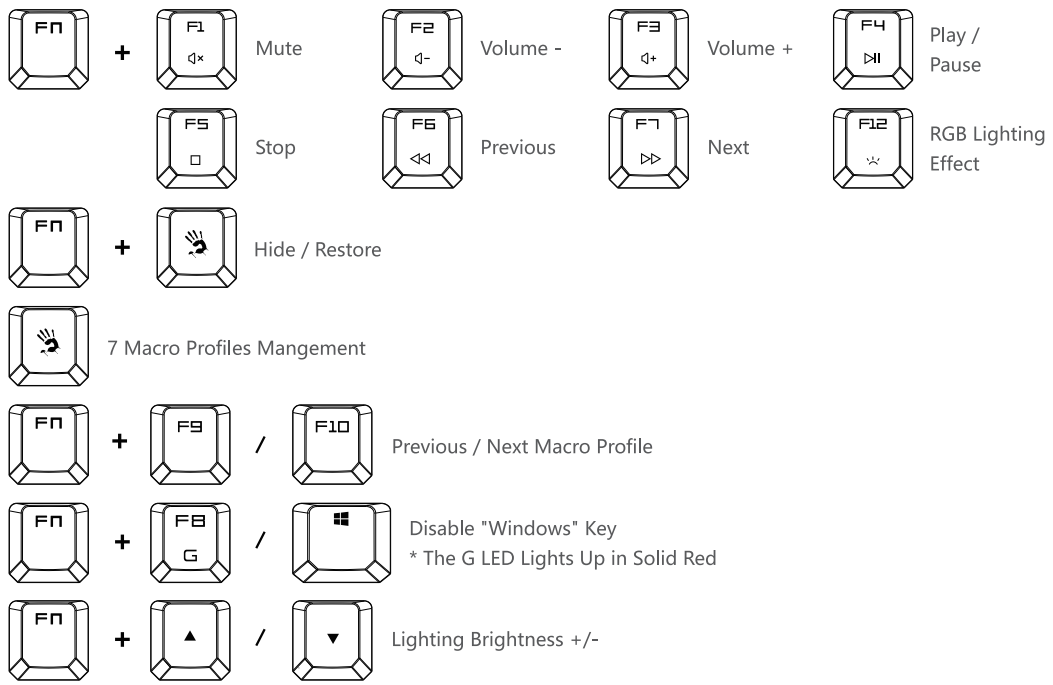 Fn + F1 Mute F2 Volume - F3 Volume + F4 Play /
Pause
F5 Stop F6 Previous F7 Next F12 RGB Lighting
Effect
Fn + Hide / Restore
7 Macro Profiles Mangement
Fn + F9 / F10 Previous / Next Macro Profile
Fn + F8 G / Disable "Windows" Key
* The G LED Lights Up in Solid Red
Fn + ▲ / ▼ Lighting Brightness +/-